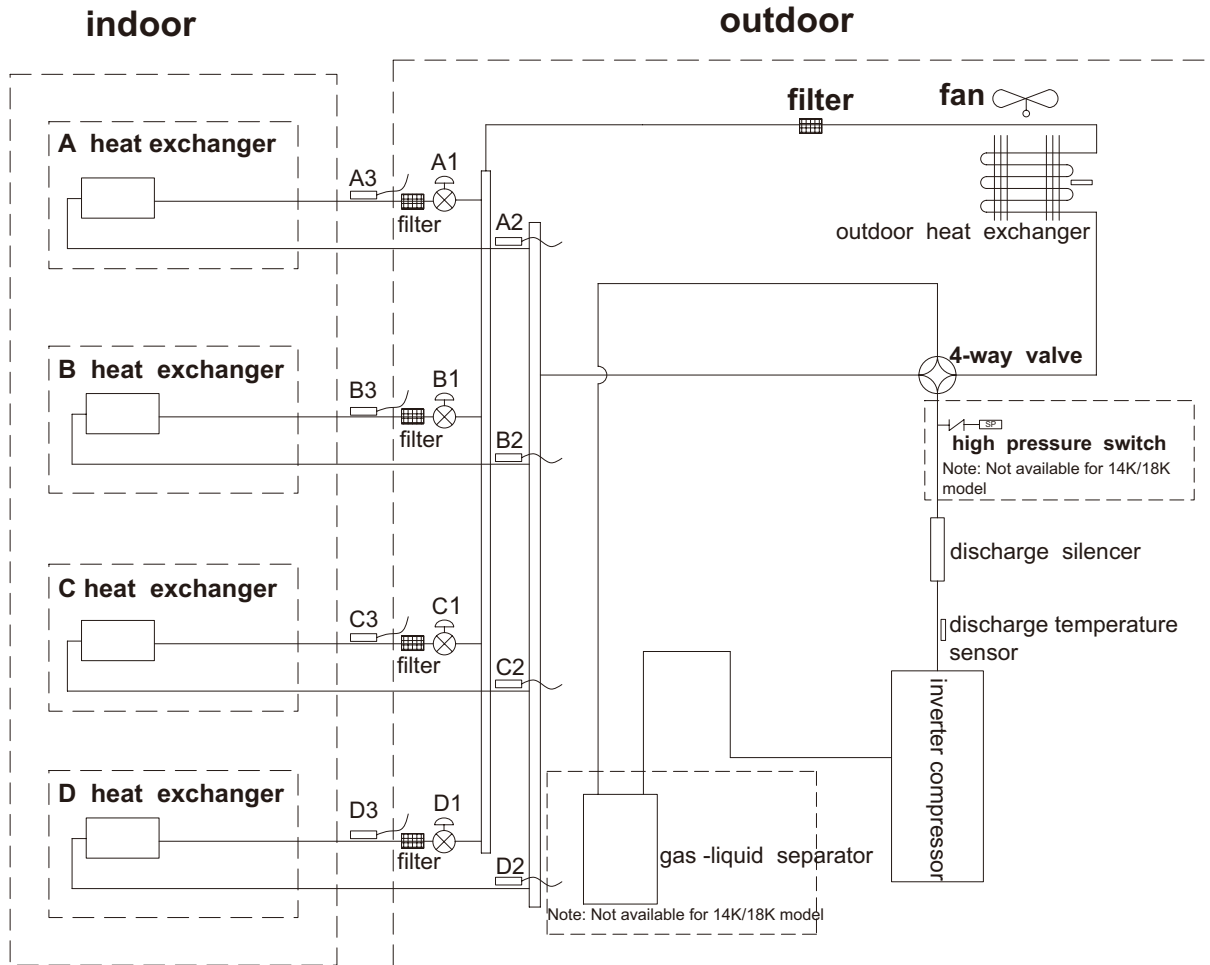 indoor
outdoor
filter
fan
A heat exchanger
A3
A1
filter
A2
outdoor heat exchanger
4-way valve
B heat exchanger
B3
B1
filter
B2
SP
high pressure switch
Note: Not available for 14K/18K
model
discharge silencer
C heat exchanger
C3
C1
filter
C2
discharge temperature
sensor
inverter compressor
D heat exchanger
D3
D1
filter
D2
gas -liquid separator
Note: Not available for 14K/18K model